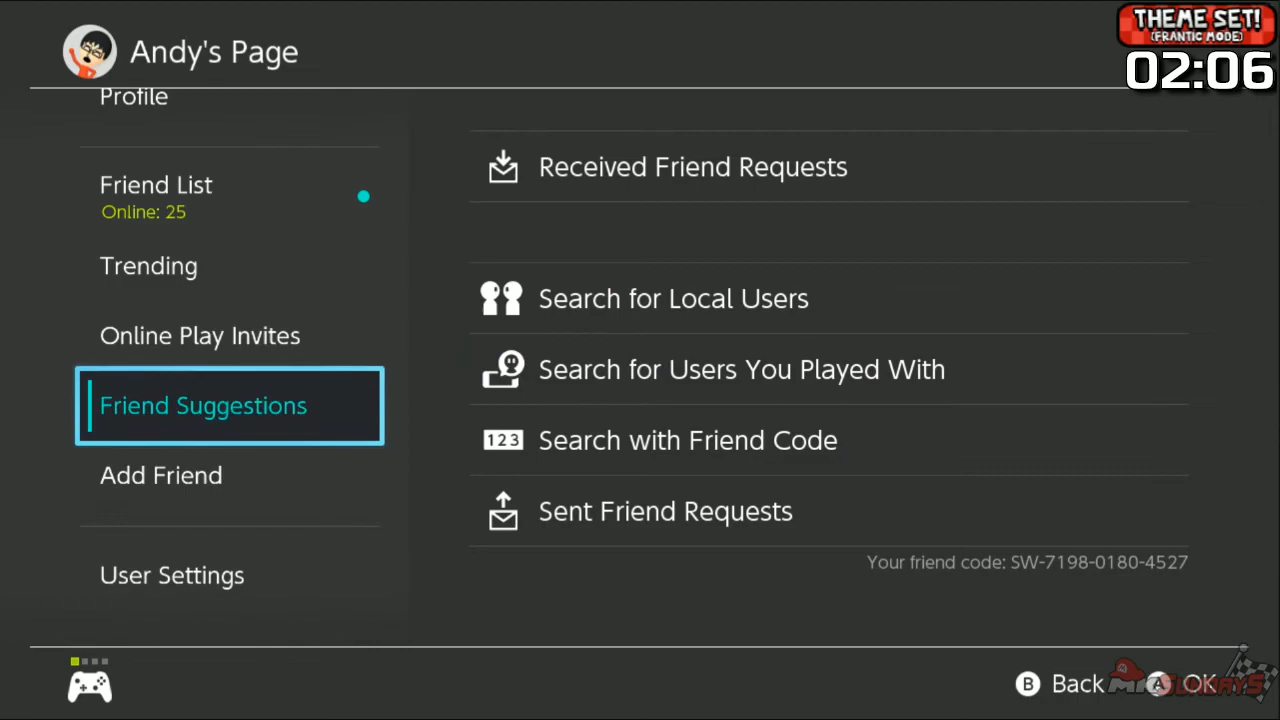 THEME SET!
(FRANTIC MODE)
02:06
Andy's Page
Profile
Friend List
Online: 25
Trending
Online Play Invites
Friend Suggestions
Add Friend
User Settings
Received Friend Requests
Search for Local Users
Search for Users You Played With
123
Search with Friend Code
Sent Friend Requests
Your friend code: SW-7198-0180-4527
B Back
A OK